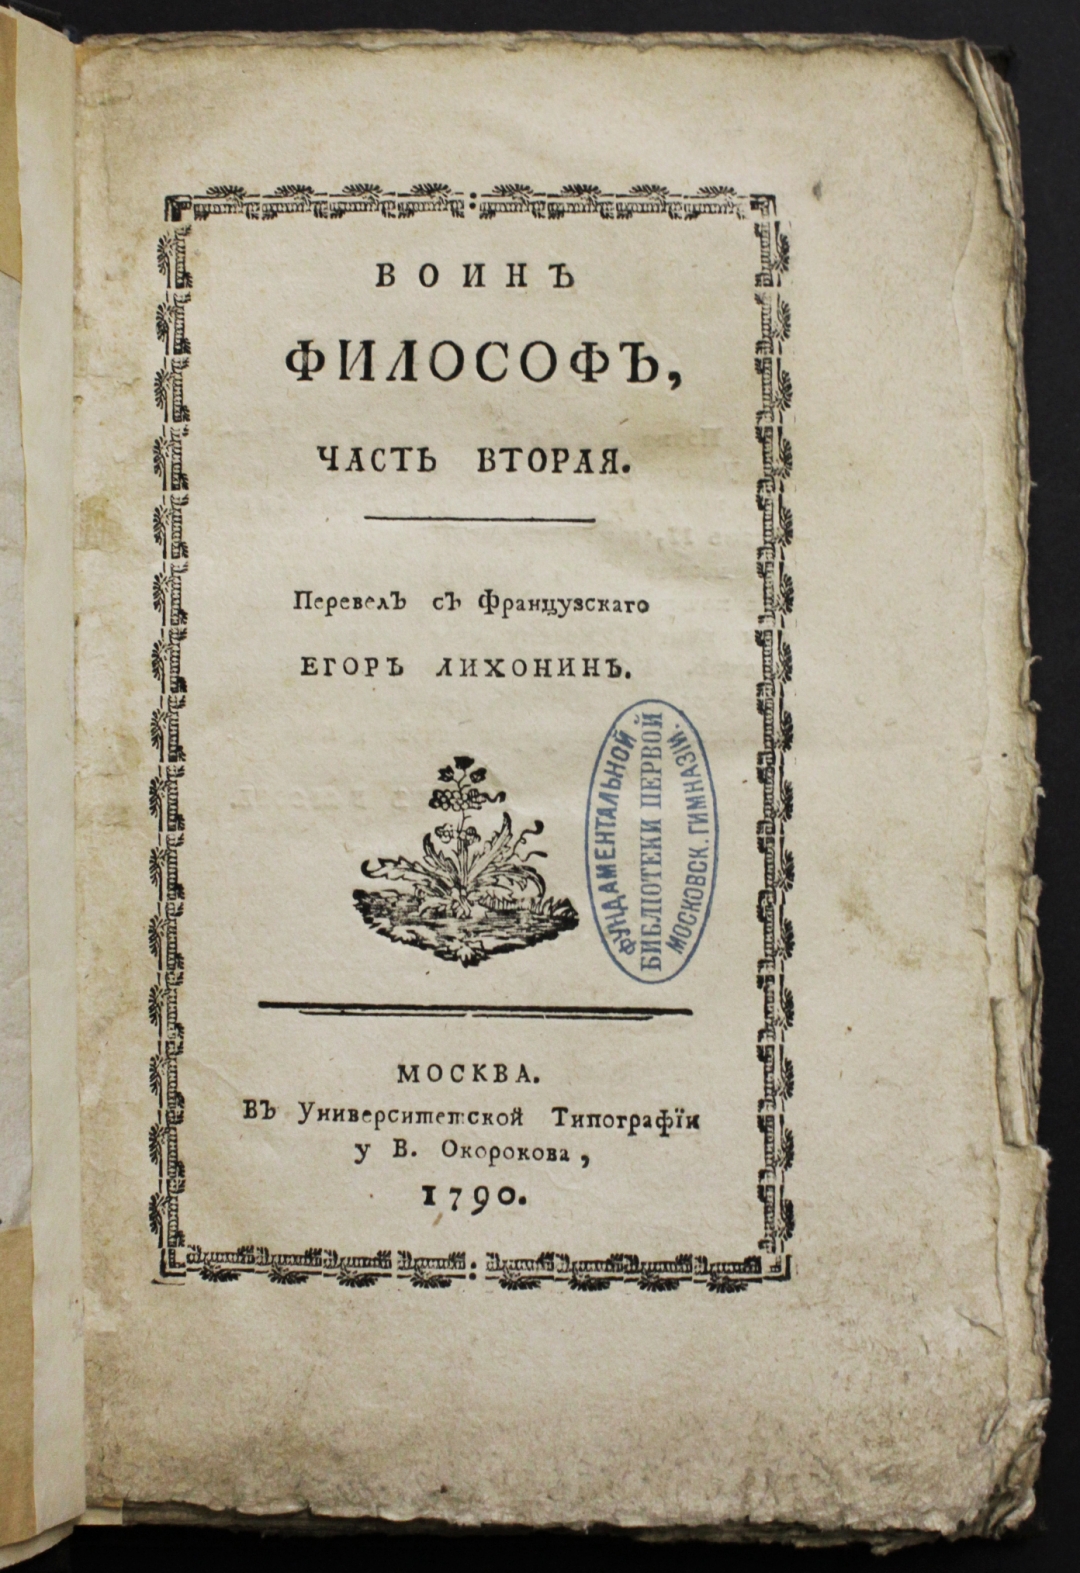 ВОИНЪ
ФИЛОСОФЪ,
ЧАСТЬ ВТОРАЯ.
Перевелъ съ Французскаго
ЕГОРЪ ЛИХОНИНЪ.
ФУНДАМЕНТАЛЬНОЙ
БИБЛІОТЕКИ ПЕРВОЙ
МОСКОВСК. ГИМНАЗІИ.
МОСКВА.
Въ Университетской Типографїи
у В. Окорокова,
1790.